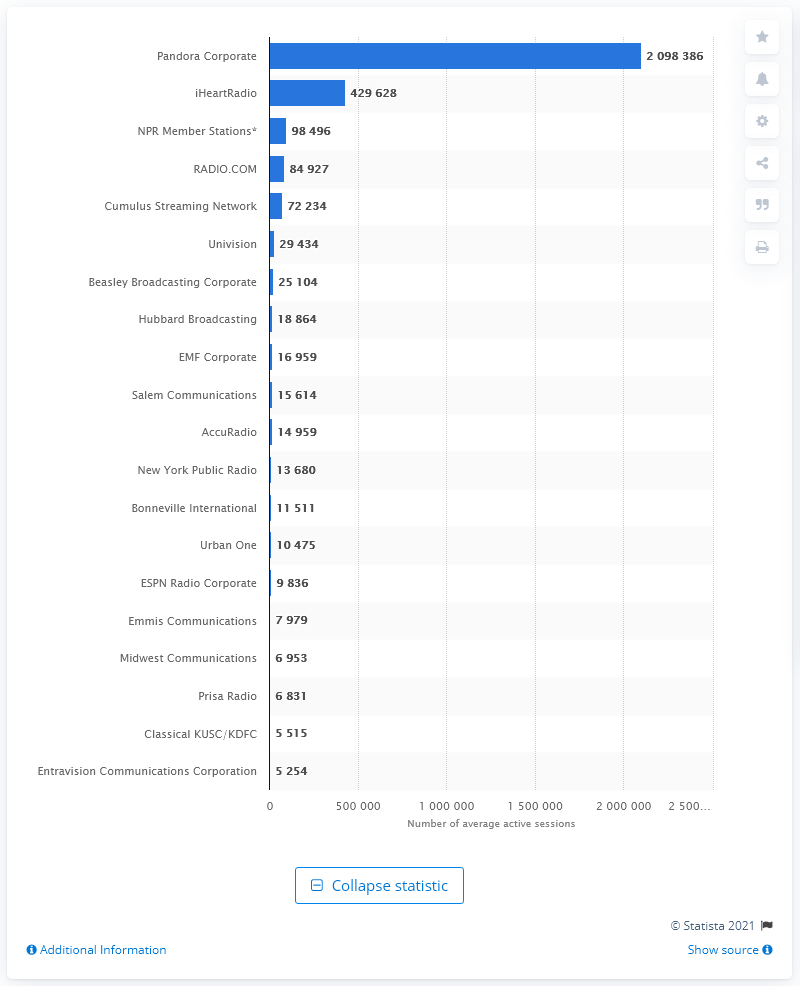 Pandora Corporate 2 098 386
iHeartRadio 429 628
NPR Member Stations* 98 496
RADIO.COM 84 927
Cumulus Streaming Network 72 234
Univision 29 434
Beasley Broadcasting Corporate 25 104
Hubbard Broadcasting 18 864
EMF Corporate 16 959
Salem Communications 15 614
AccuRadio 14 959
New York Public Radio 13 680
Bonneville International 11 511
Urban One 10 475
ESPN Radio Corporate 9 836
Emmis Communications 7 979
Midwest Communications 6 953
Prisa Radio 6 831
Classical KUSC/KDFC 5 515
Entravision Communications Corporation 5 254
0 500 000 1 000 000 1 500 000 2 000 000 2 500...
Number of average active sessions
Collapse statistic
© Statista 2021
Additional Information Show source